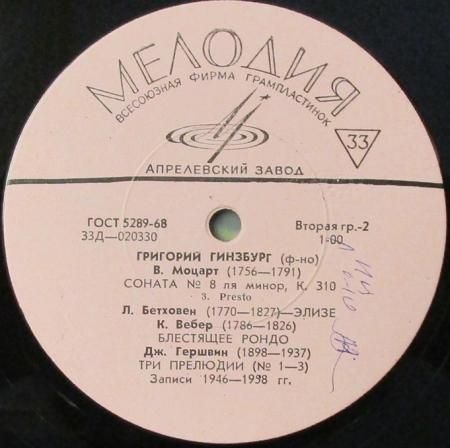 МЕЛОДИЯ
ВСЕСОЮЗНАЯ ФИРМА ГРАМПЛАСТИНОК
33
АПРЕЛЕВСКИЙ ЗАВОД
ГОСТ 5289-68
Вторая гр.-2
33Д—020330
1-00
ГРИГОРИЙ ГИНЗБУРГ (ф-но)
В. Моцарт (1756—1791)
СОНАТА № 8 ля минор, К. 310
3. Presto
Л. Бетховен (1770—1827)—ЭЛИЗЕ
К. Вебер (1786—1826)
БЛЕСТЯЩЕЕ РОНДО
Дж. Гершвин (1898—1937)
ТРИ ПРЕЛЮДИИ (№ 1—3)
Записи 1946—1958 гг.